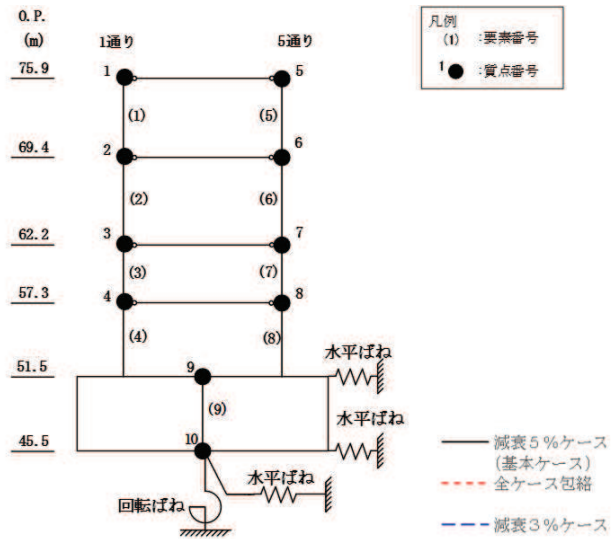 O.P.
(m)
1通り
5通り
凡例
(1) :要素番号
1 :質点番号
75.9
1
5
(1)
(5)
69.4
2
6
(2)
(6)
62.2
3
7
(3)
(7)
57.3
4
8
(4)
(8)
水平ばね
51.5
9
(9)
水平ばね
45.5
10
水平ばね
回転ばね
減衰5%ケース
(基本ケース)
全ケース包絡
減衰3%ケース